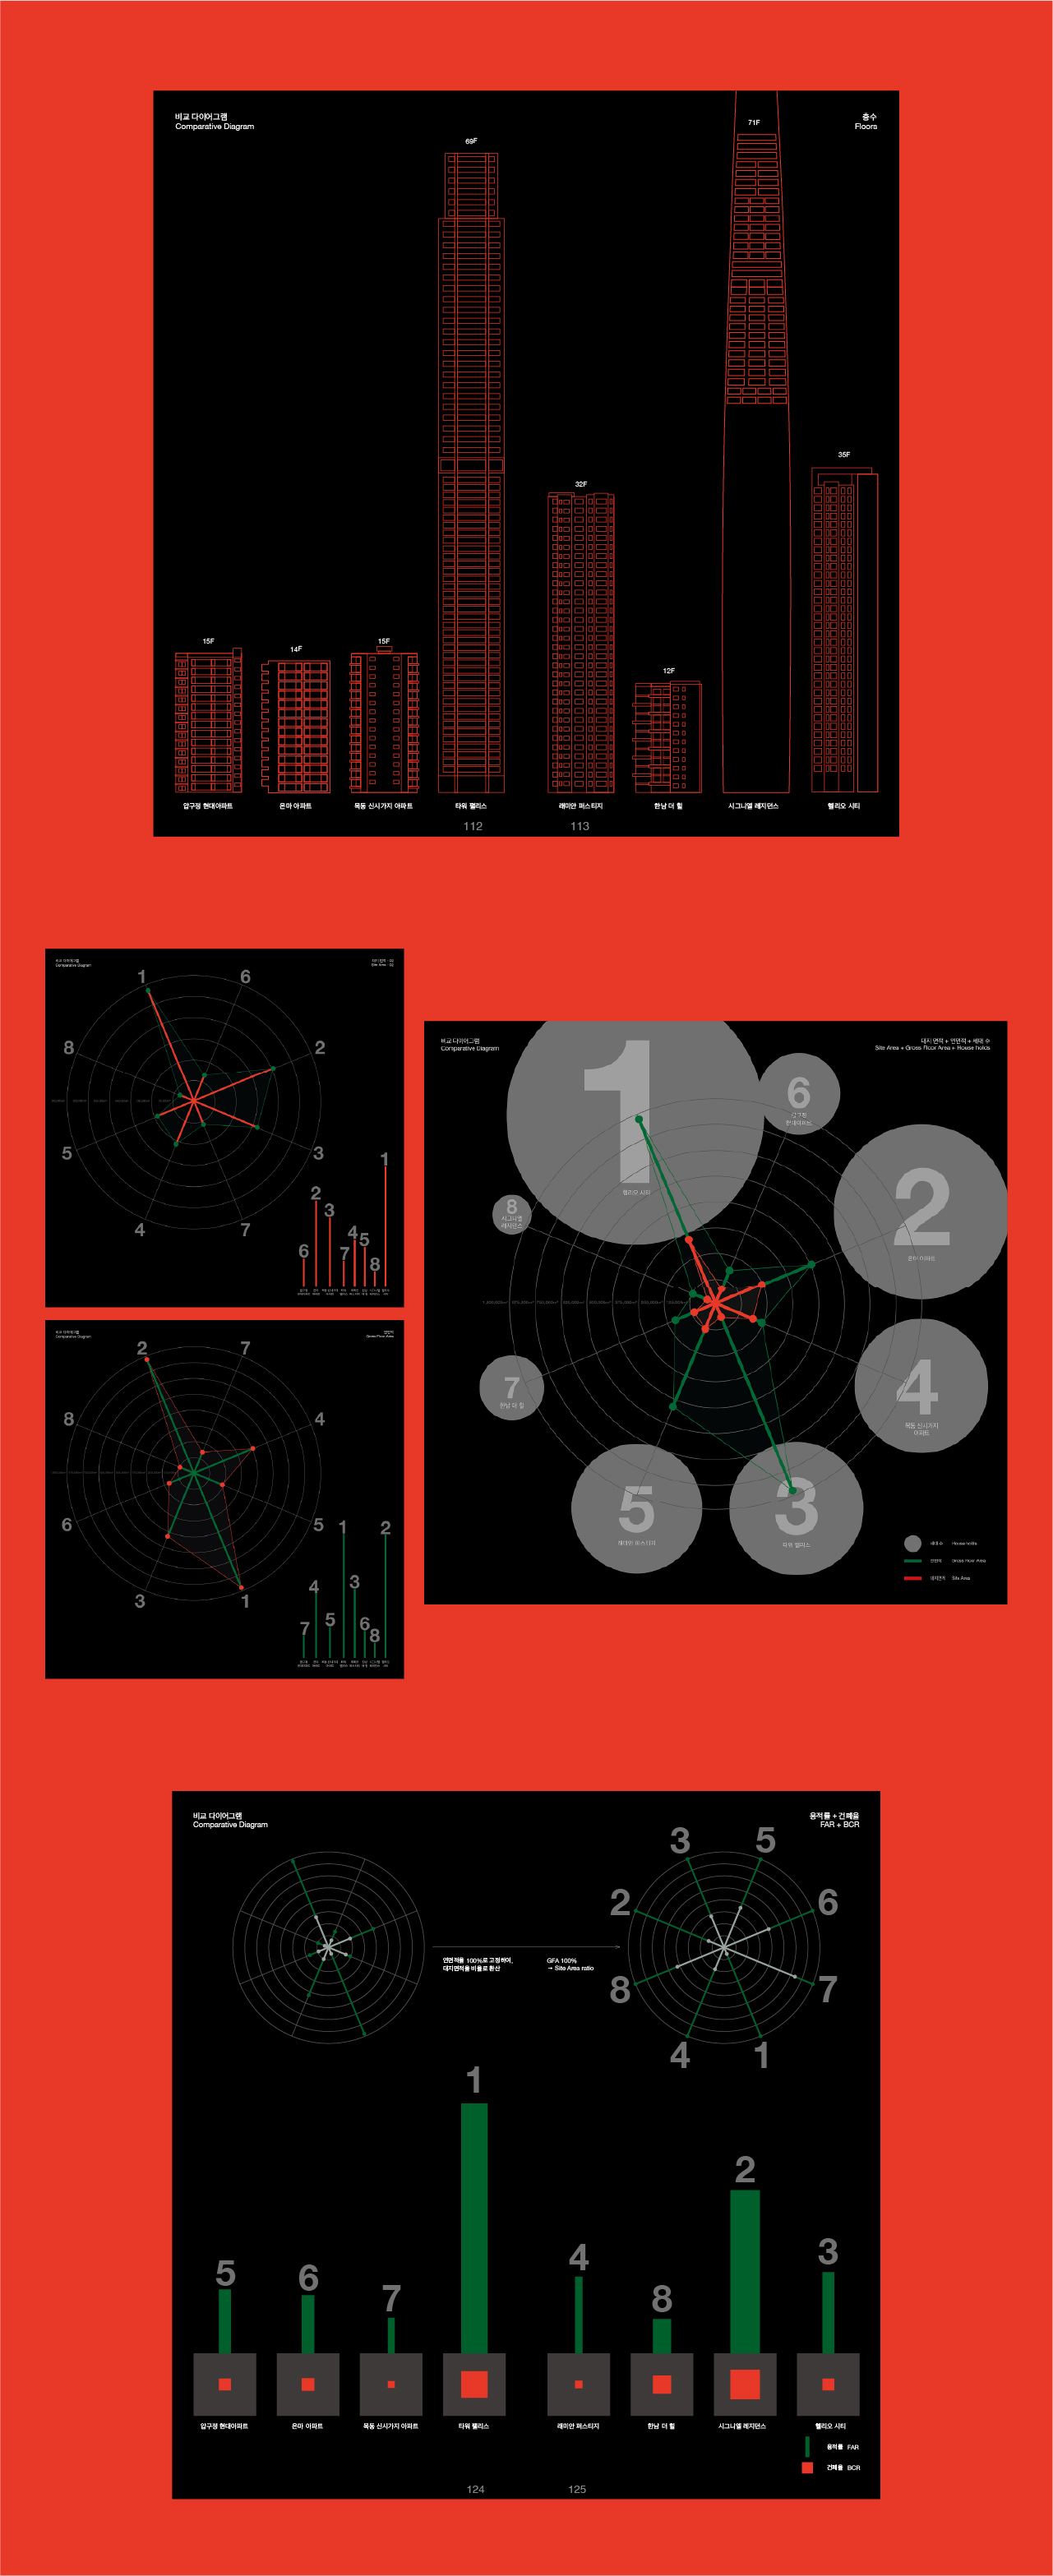 비교 다이어그램
Comparative Diagram
층수
Floors
71F
69F
35F
32F
15F
14F
15F
12F
압구정 현대아파트
은마 아파트
목동 신시가지 아파트
타워 팰리스
래미안 퍼스티지
한남 더 힐
시그니엘 레지던스
헬리오 시티
112
113
비교 다이어그램
Comparative Diagram
1
6
8
2
5
3
4
7
1
2
3
6
7
4
5
8
비교 다이어그램
Comparative Diagram
대지 면적 + 연면적 + 세대 수
Site Area + Gross Floor Area + Households
1
헬리오 시티
6
압구정
현대아파트
2
은마 아파트
8
시그니엘
레지던스
7
한남 더 힐
4
목동 신시가지
아파트
5
래미안 퍼스티지
3
타워 팰리스
세대수 Households
연면적 Gross Floor Area
대지면적 Site Area
비교 다이어그램
Comparative Diagram
연면적
Gross Floor Area
2
7
8
4
6
5
3
1
1
2
4
3
5
7
6
8
비교 다이어그램
Comparative Diagram
용적률 + 건폐율
FAR + BCR
3
5
2
6
8
7
4
1
연면적을 100%로 고정하여,
대지면적을 비율로 환산
GFA 100%
→ Site Area ratio
1
2
3
4
5
6
7
8
압구정 현대아파트
은마 아파트
목동 신시가지 아파트
타워 팰리스
래미안 퍼스티지
한남 더 힐
시그니엘 레지던스
헬리오 시티
용적률 FAR
건폐율 BCR
124
125